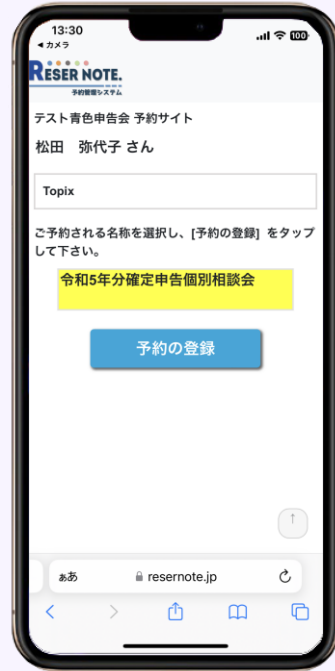 13:30
100
◀ カメラ
RESER NOTE.
予約管理システム
テスト青色申告会 予約サイト
松田　弥代子 さん
Topix
ご予約される名称を選択し、[予約の登録] をタップ
して下さい。
令和5年分確定申告個別相談会
予約の登録
↑
ぁあ
resernote.jp